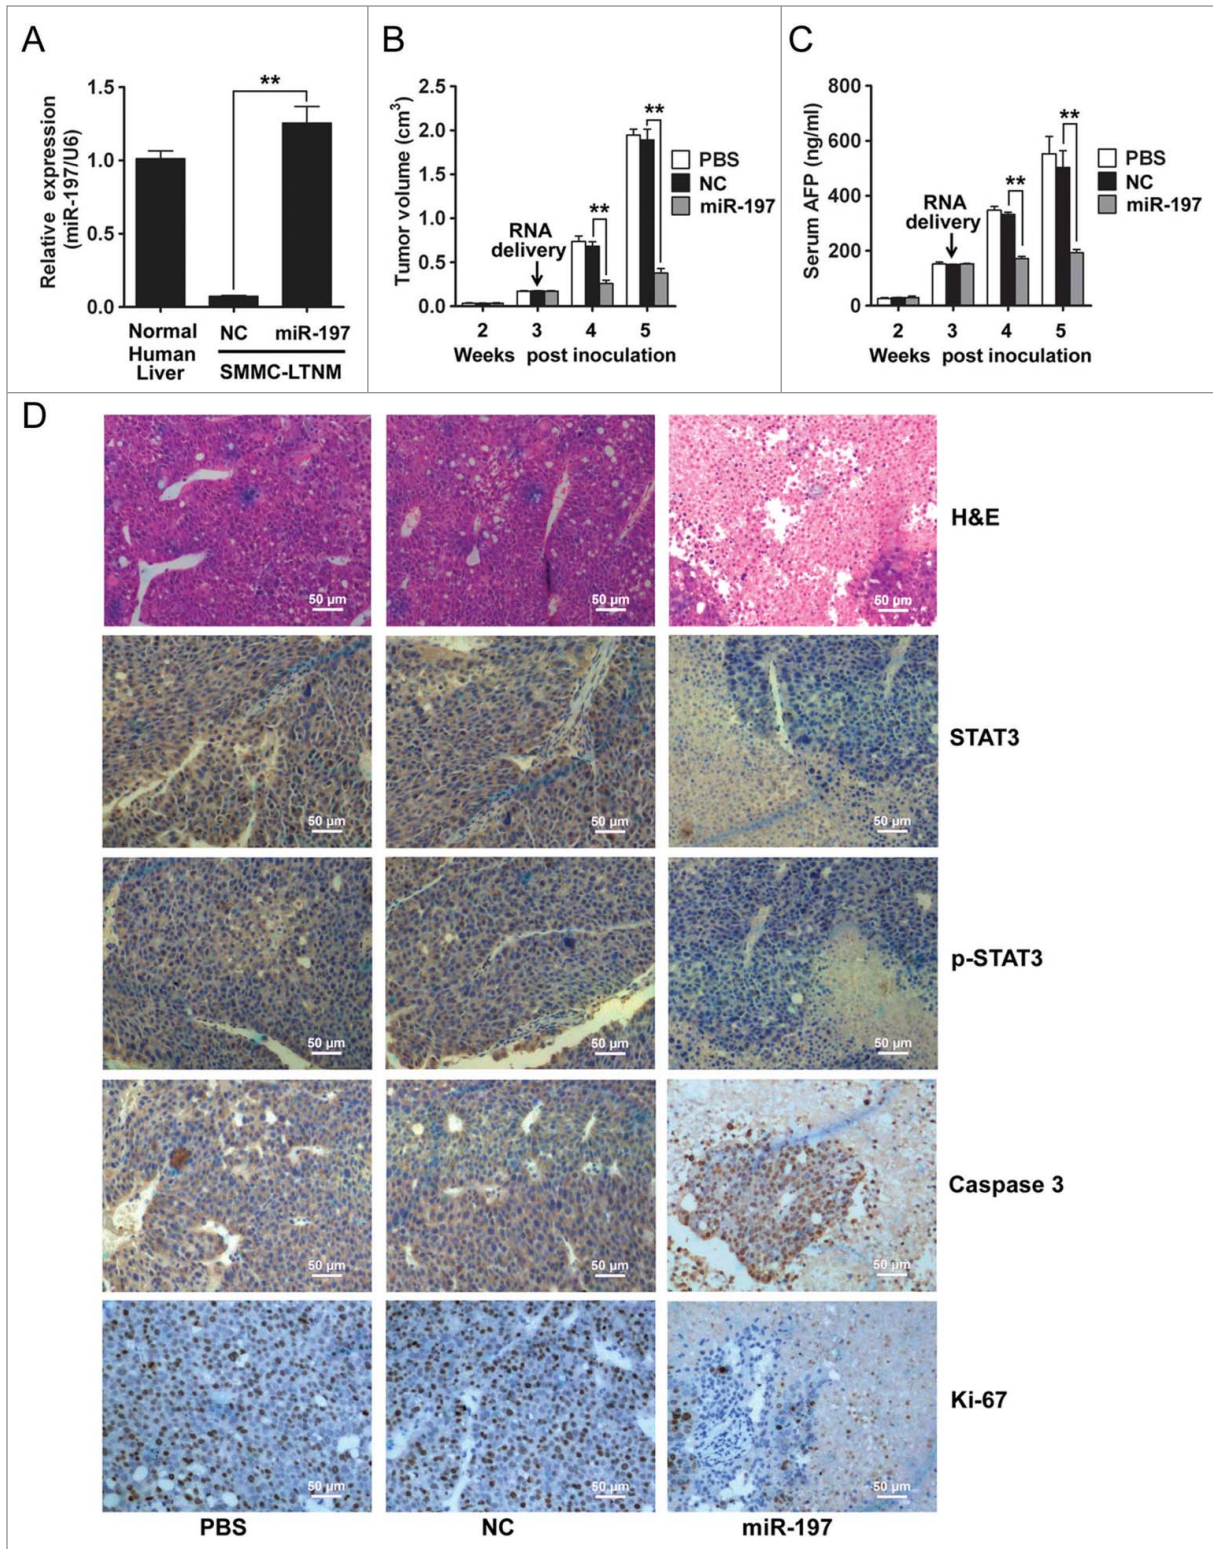 A
Relative expression
(miR-197/U6)
1.5
1.0
0.5
0.0
**
Normal
Human
Liver
NC
miR-197
SMMC-LTNM
B
Tumor volume (cm³)
2.5
2.0
1.5
1.0
0.5
0.0
RNA
delivery
**
**
PBS
NC
miR-197
2 3 4 5
Weeks post inoculation
C
Serum AFP (ng/ml)
800
600
400
200
0
RNA
delivery
**
**
PBS
NC
miR-197
2 3 4 5
Weeks post inoculation
D
50 µm
50 µm
50 µm
H&E
50 µm
50 µm
50 µm
STAT3
50 µm
50 µm
50 µm
p-STAT3
50 µm
50 µm
50 µm
Caspase 3
50 µm
50 µm
50 µm
Ki-67
PBS
NC
miR-197